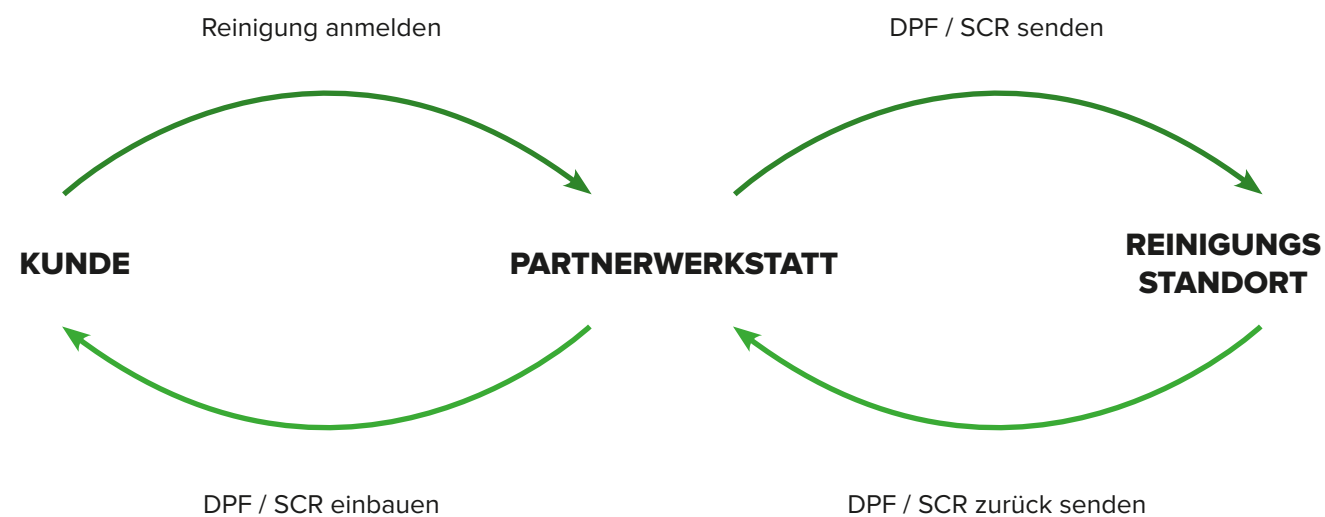 Reinigung anmelden
DPF / SCR senden
KUNDE
PARTNERWERKSTATT
REINIGUNGS
STANDORT
DPF / SCR einbauen
DPF / SCR zurück senden